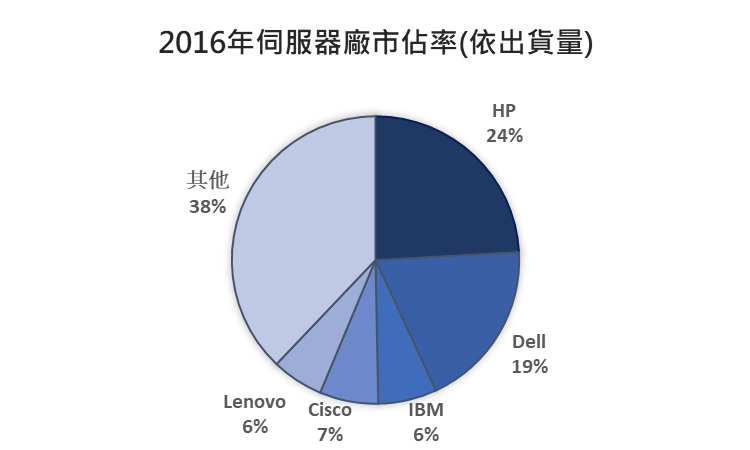 2016年伺服器廠市佔率(依出貨量)
HP
24%
Dell
19%
IBM
6%
Cisco
7%
Lenovo
6%
其他
38%